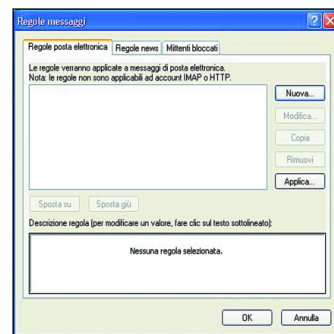 Regole messaggi
Regole posta elettronica Regole news Mittenti bloccati
Le regole verranno applicate a messaggi di posta elettronica.
Nota: le regole non sono applicabili ad account IMAP o HTTP.
Nuova...
Modifica...
Copia
Rimuovi
Applica...
Sposta su Sposta giù
Descrizione regola (per modificare un valore, fare clic sul testo sottolineato):
Nessuna regola selezionata.
OK Annulla